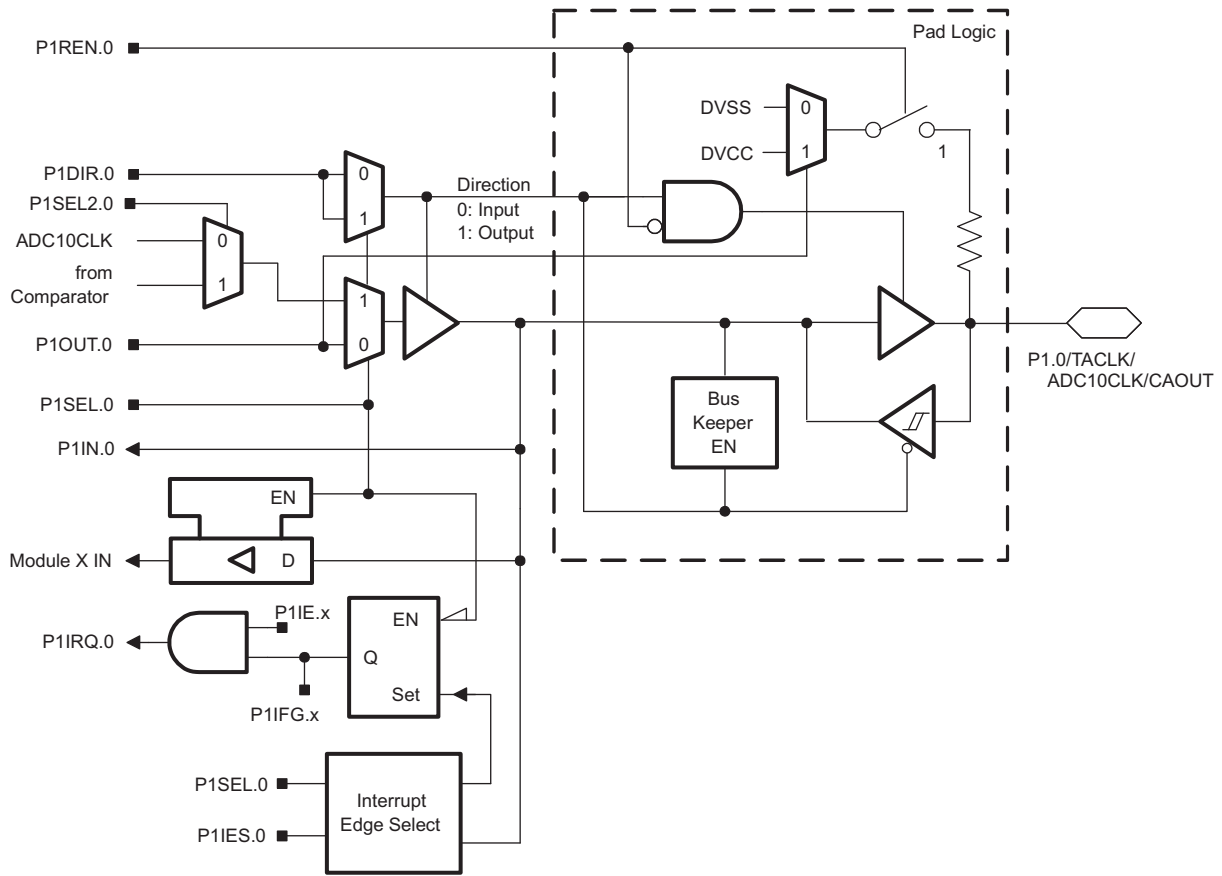 Pad Logic
P1REN.0
DVSS
0
DVCC
1
1
P1DIR.0
0
1
Direction
0: Input
1: Output
P1SEL2.0
ADC10CLK
0
from
Comparator
1
1
0
P1OUT.0
P1.0/TACLK/
ADC10CLK/CAOUT
P1SEL.0
Bus
Keeper
EN
P1IN.0
EN
Module X IN
D
P1IE.x
EN
P1IRQ.0
Q
Set
P1IFG.x
P1SEL.0
Interrupt
Edge Select
P1IES.0